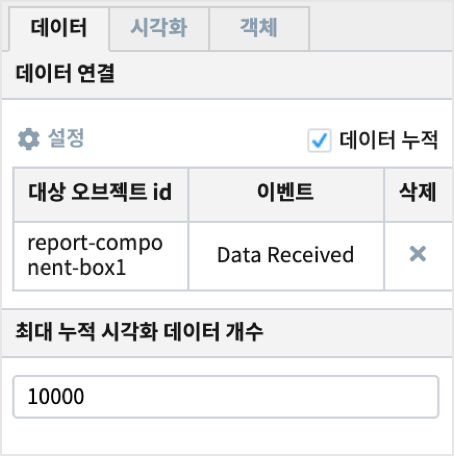 데이터 시각화 객체
데이터 연결
설정 데이터 누적
대상 오브젝트 id 이벤트 삭제
report-compo
nent-box1
Data Received
최대 누적 시각화 데이터 개수
10000